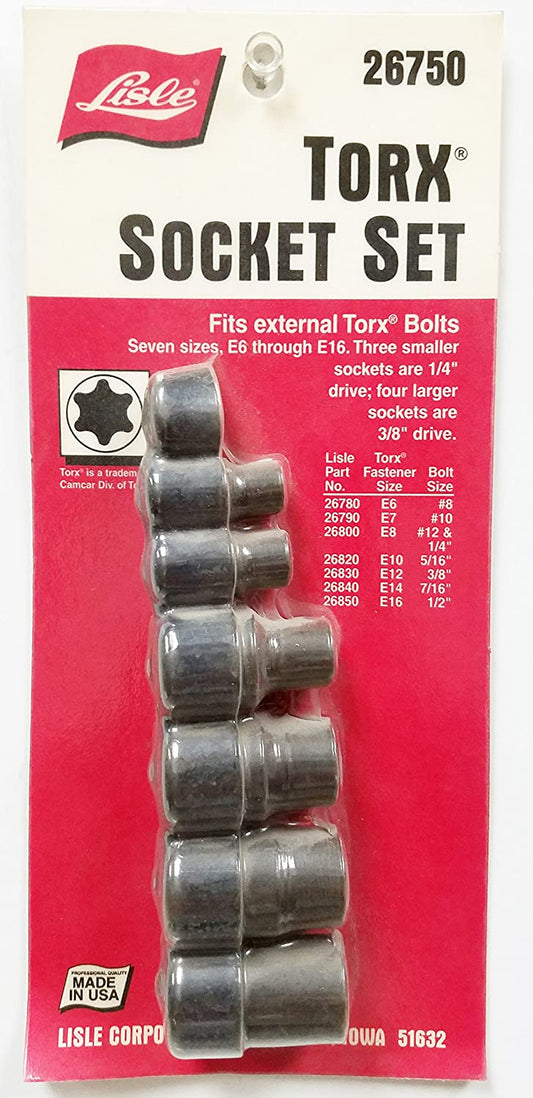 Lisle®
26750
TORX®
SOCKET SET
Fits external Torx® Bolts
Seven sizes, E6 through E16. Three smaller
sockets are 1/4"
drive; four larger
sockets are
3/8" drive.
Torx® is a
Camcar Div. of
Lisle Torx®
Part Fastener Bolt
No. Size Size
26780 E6 #8
26790 E7 #10
26800 E8 #12 &
1/4"
26820 E10 5/16"
26830 E12 3/8"
26840 E14 7/16"
26850 E16 1/2"
PROFESSIONAL QUALITY
MADE
IN USA
LISLE 51632